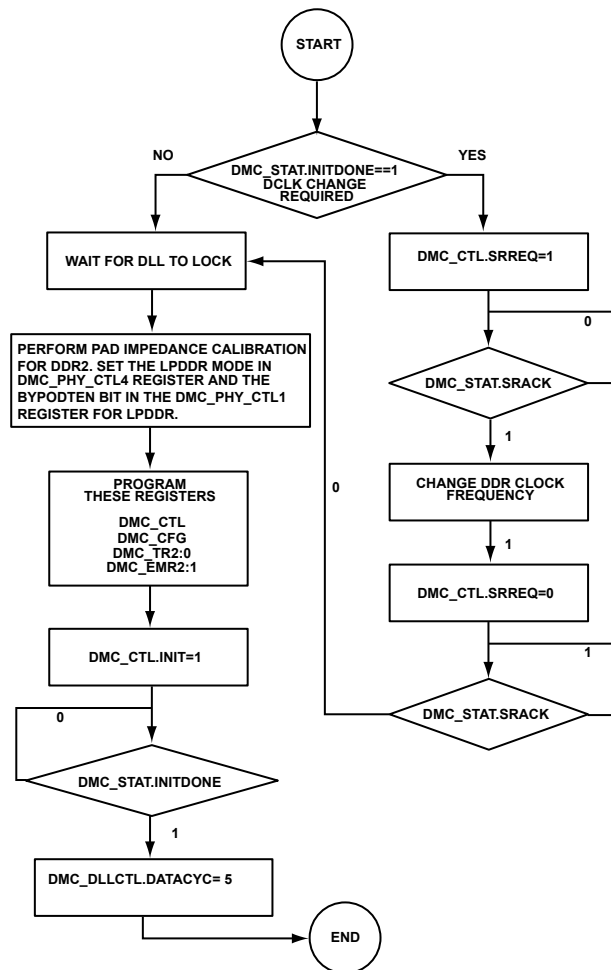 START
NO
YES
DMC_STAT.INITDONE==1
DCLK CHANGE
REQUIRED
WAIT FOR DLL TO LOCK
PERFORM PAD IMPEDANCE CALIBRATION
FOR DDR2. SET THE LPDDR MODE IN
DMC_PHY_CTL4 REGISTER AND THE
BYPODTEN BIT IN THE DMC_PHY_CTL1
REGISTER FOR LPDDR.
PROGRAM
THESE REGISTERS
DMC_CTL
DMC_CFG
DMC_TR2:0
DMC_EMR2:1
DMC_CTL.INIT=1
0
DMC_STAT.INITDONE
1
DMC_DLLCTL.DATACYC= 5
END
DMC_CTL.SRREQ=1
0
DMC_STAT.SRACK
1
CHANGE DDR CLOCK
FREQUENCY
1
DMC_CTL.SRREQ=0
1
DMC_STAT.SRACK
0